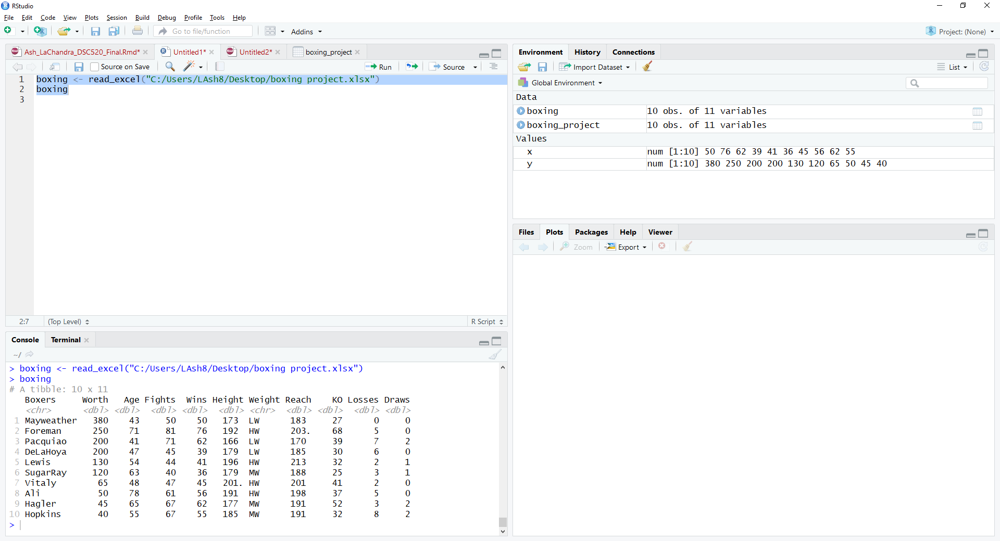 RStudio
File Edit Code View Plots Session Build Debug Profile Tools Help
Go to file/function Addins Project: (None)
Ash_LaChandra_DSC520_Final.Rmd* Untitled1* Untitled2* boxing_project
Source on Save Run Source
1 boxing <- read_excel("C:/Users/LAsh8/Desktop/boxing project.xlsx")
2 boxing
3
2:7 (Top Level) R Script
Console Terminal
~/
> boxing <- read_excel("C:/Users/LAsh8/Desktop/boxing project.xlsx")
> boxing
# A tibble: 10 x 11
Boxers Worth Age Fights Wins Height Weight Reach KO Losses Draws
<chr> <dbl> <dbl> <dbl> <dbl> <dbl> <chr> <dbl> <dbl> <dbl> <dbl>
1 Mayweather 380 43 50 50 173 LW 183 27 0 0
2 Foreman 250 71 81 76 192 HW 203. 68 5 0
3 Pacquiao 200 41 71 62 166 LW 170 39 7 2
4 DeLaHoya 200 47 45 39 179 LW 185 30 6 0
5 Lewis 130 54 44 41 196 HW 213 32 2 1
6 SugarRay 120 63 40 36 179 MW 188 25 3 1
7 Vitaly 65 48 47 45 201. HW 201 41 2 0
8 Ali 50 78 61 56 191 HW 198 37 5 0
9 Hagler 45 65 67 62 177 MW 191 52 3 2
10 Hopkins 40 55 67 55 185 MW 191 32 8 2
>
Environment History Connections
Import Dataset List
Global Environment
Data
boxing 10 obs. of 11 variables
boxing_project 10 obs. of 11 variables
Values
x num [1:10] 50 76 62 39 41 36 45 56 62 55
y num [1:10] 380 250 200 200 130 120 65 50 45 40
Files Plots Packages Help Viewer
Zoom Export